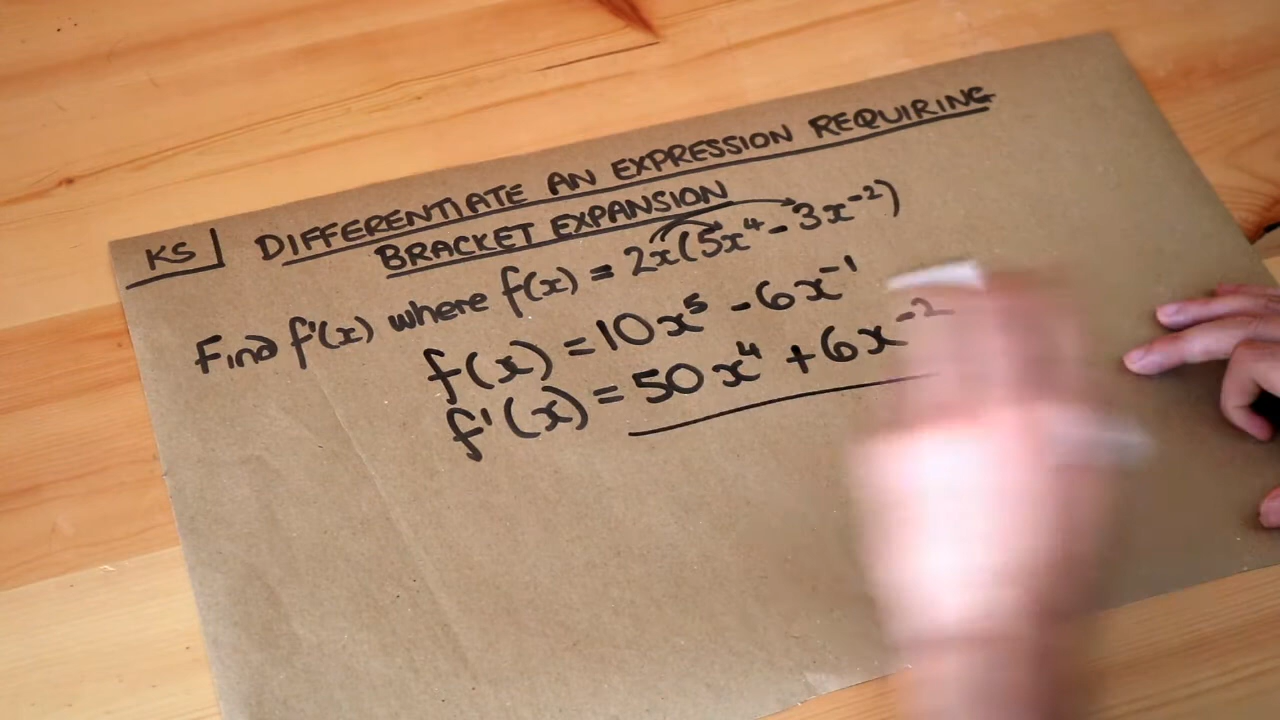 KS DIFFERENTIATE AN EXPRESSION REQUIRING
BRACKET EXPANSION
Find f'(x) where f(x) = 2x(5x⁴ - 3x⁻²)
f(x) = 10x⁵ - 6x⁻¹
f'(x) = 50x⁴ + 6x⁻²